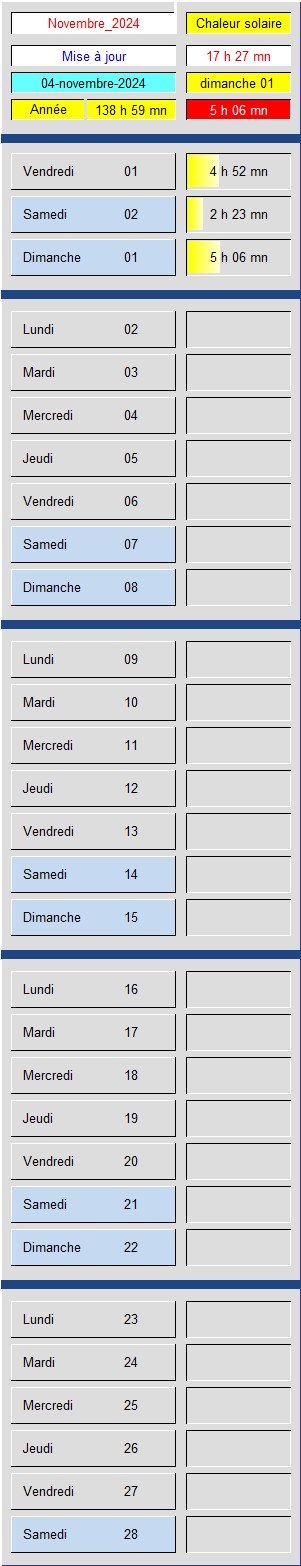 Novembre_2024 Chaleur solaire
Mise à jour 17 h 27 mn
04-novembre-2024 dimanche 01
Année 138 h 59 mn 5 h 06 mn
Vendredi 01 4 h 52 mn
Samedi 02 2 h 23 mn
Dimanche 01 5 h 06 mn
Lundi 02
Mardi 03
Mercredi 04
Jeudi 05
Vendredi 06
Samedi 07
Dimanche 08
Lundi 09
Mardi 10
Mercredi 11
Jeudi 12
Vendredi 13
Samedi 14
Dimanche 15
Lundi 16
Mardi 17
Mercredi 18
Jeudi 19
Vendredi 20
Samedi 21
Dimanche 22
Lundi 23
Mardi 24
Mercredi 25
Jeudi 26
Vendredi 27
Samedi 28